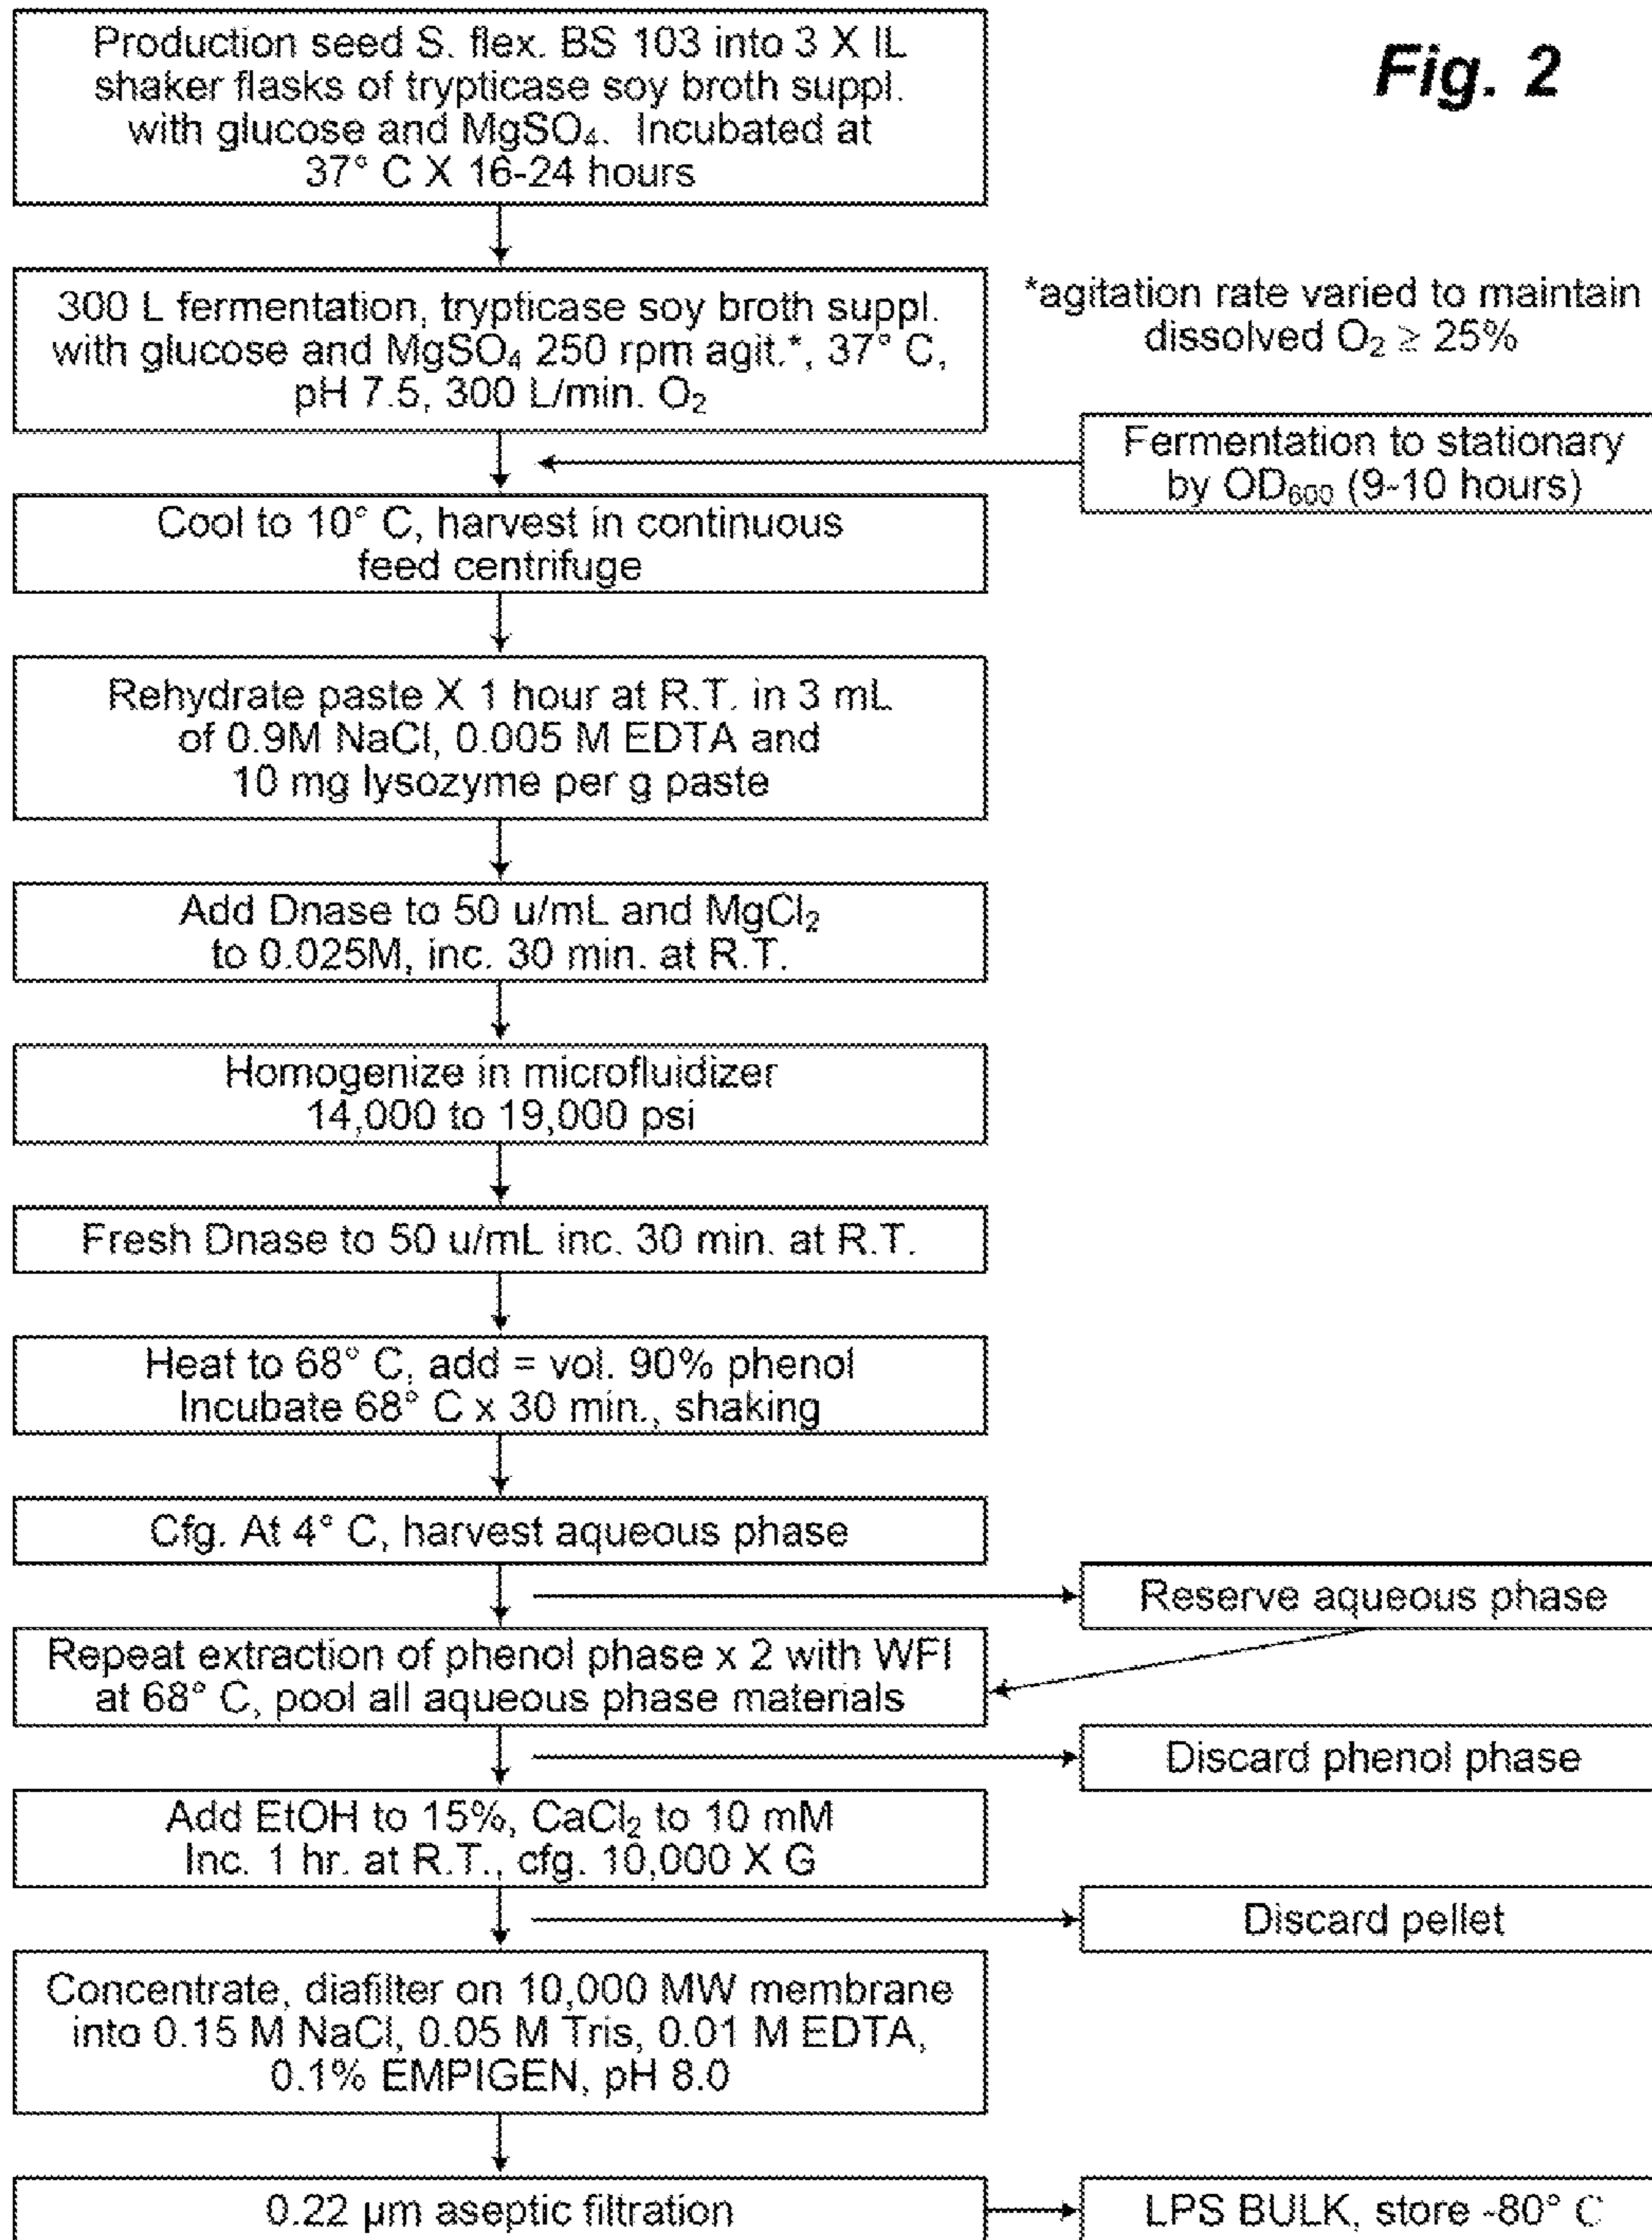 Fig. 2
Production seed S. flex. BS 103 into 3 X IL
shaker flasks of trypticase soy broth suppl.
with glucose and MgSO₄. Incubated at
37° C X 16-24 hours
300 L fermentation, trypticase soy broth suppl.
with glucose and MgSO₄ 250 rpm agit.*, 37° C,
pH 7.5, 300 L/min. O₂
*agitation rate varied to maintain
dissolved O₂ ≥ 25%
Fermentation to stationary
by OD₆₀₀ (9-10 hours)
Cool to 10° C, harvest in continuous
feed centrifuge
Rehydrate paste X 1 hour at R.T. in 3 mL
of 0.9M NaCl, 0.005 M EDTA and
10 mg lysozyme per g paste
Add Dnase to 50 u/mL and MgCl₂
to 0.025M, inc. 30 min. at R.T.
Homogenize in microfluidizer
14,000 to 19,000 psi
Fresh Dnase to 50 u/mL inc. 30 min. at R.T.
Heat to 68° C, add = vol. 90% phenol
Incubate 68° C x 30 min., shaking
Cfg. At 4° C, harvest aqueous phase
Reserve aqueous phase
Repeat extraction of phenol phase x 2 with WFI
at 68° C, pool all aqueous phase materials
Discard phenol phase
Add EtOH to 15%, CaCl₂ to 10 mM
Inc. 1 hr. at R.T., cfg. 10,000 X G
Discard pellet
Concentrate, diafilter on 10,000 MW membrane
into 0.15 M NaCl, 0.05 M Tris, 0.01 M EDTA,
0.1% EMPIGEN, pH 8.0
0.22 µm aseptic filtration
LPS BULK, store -80° C